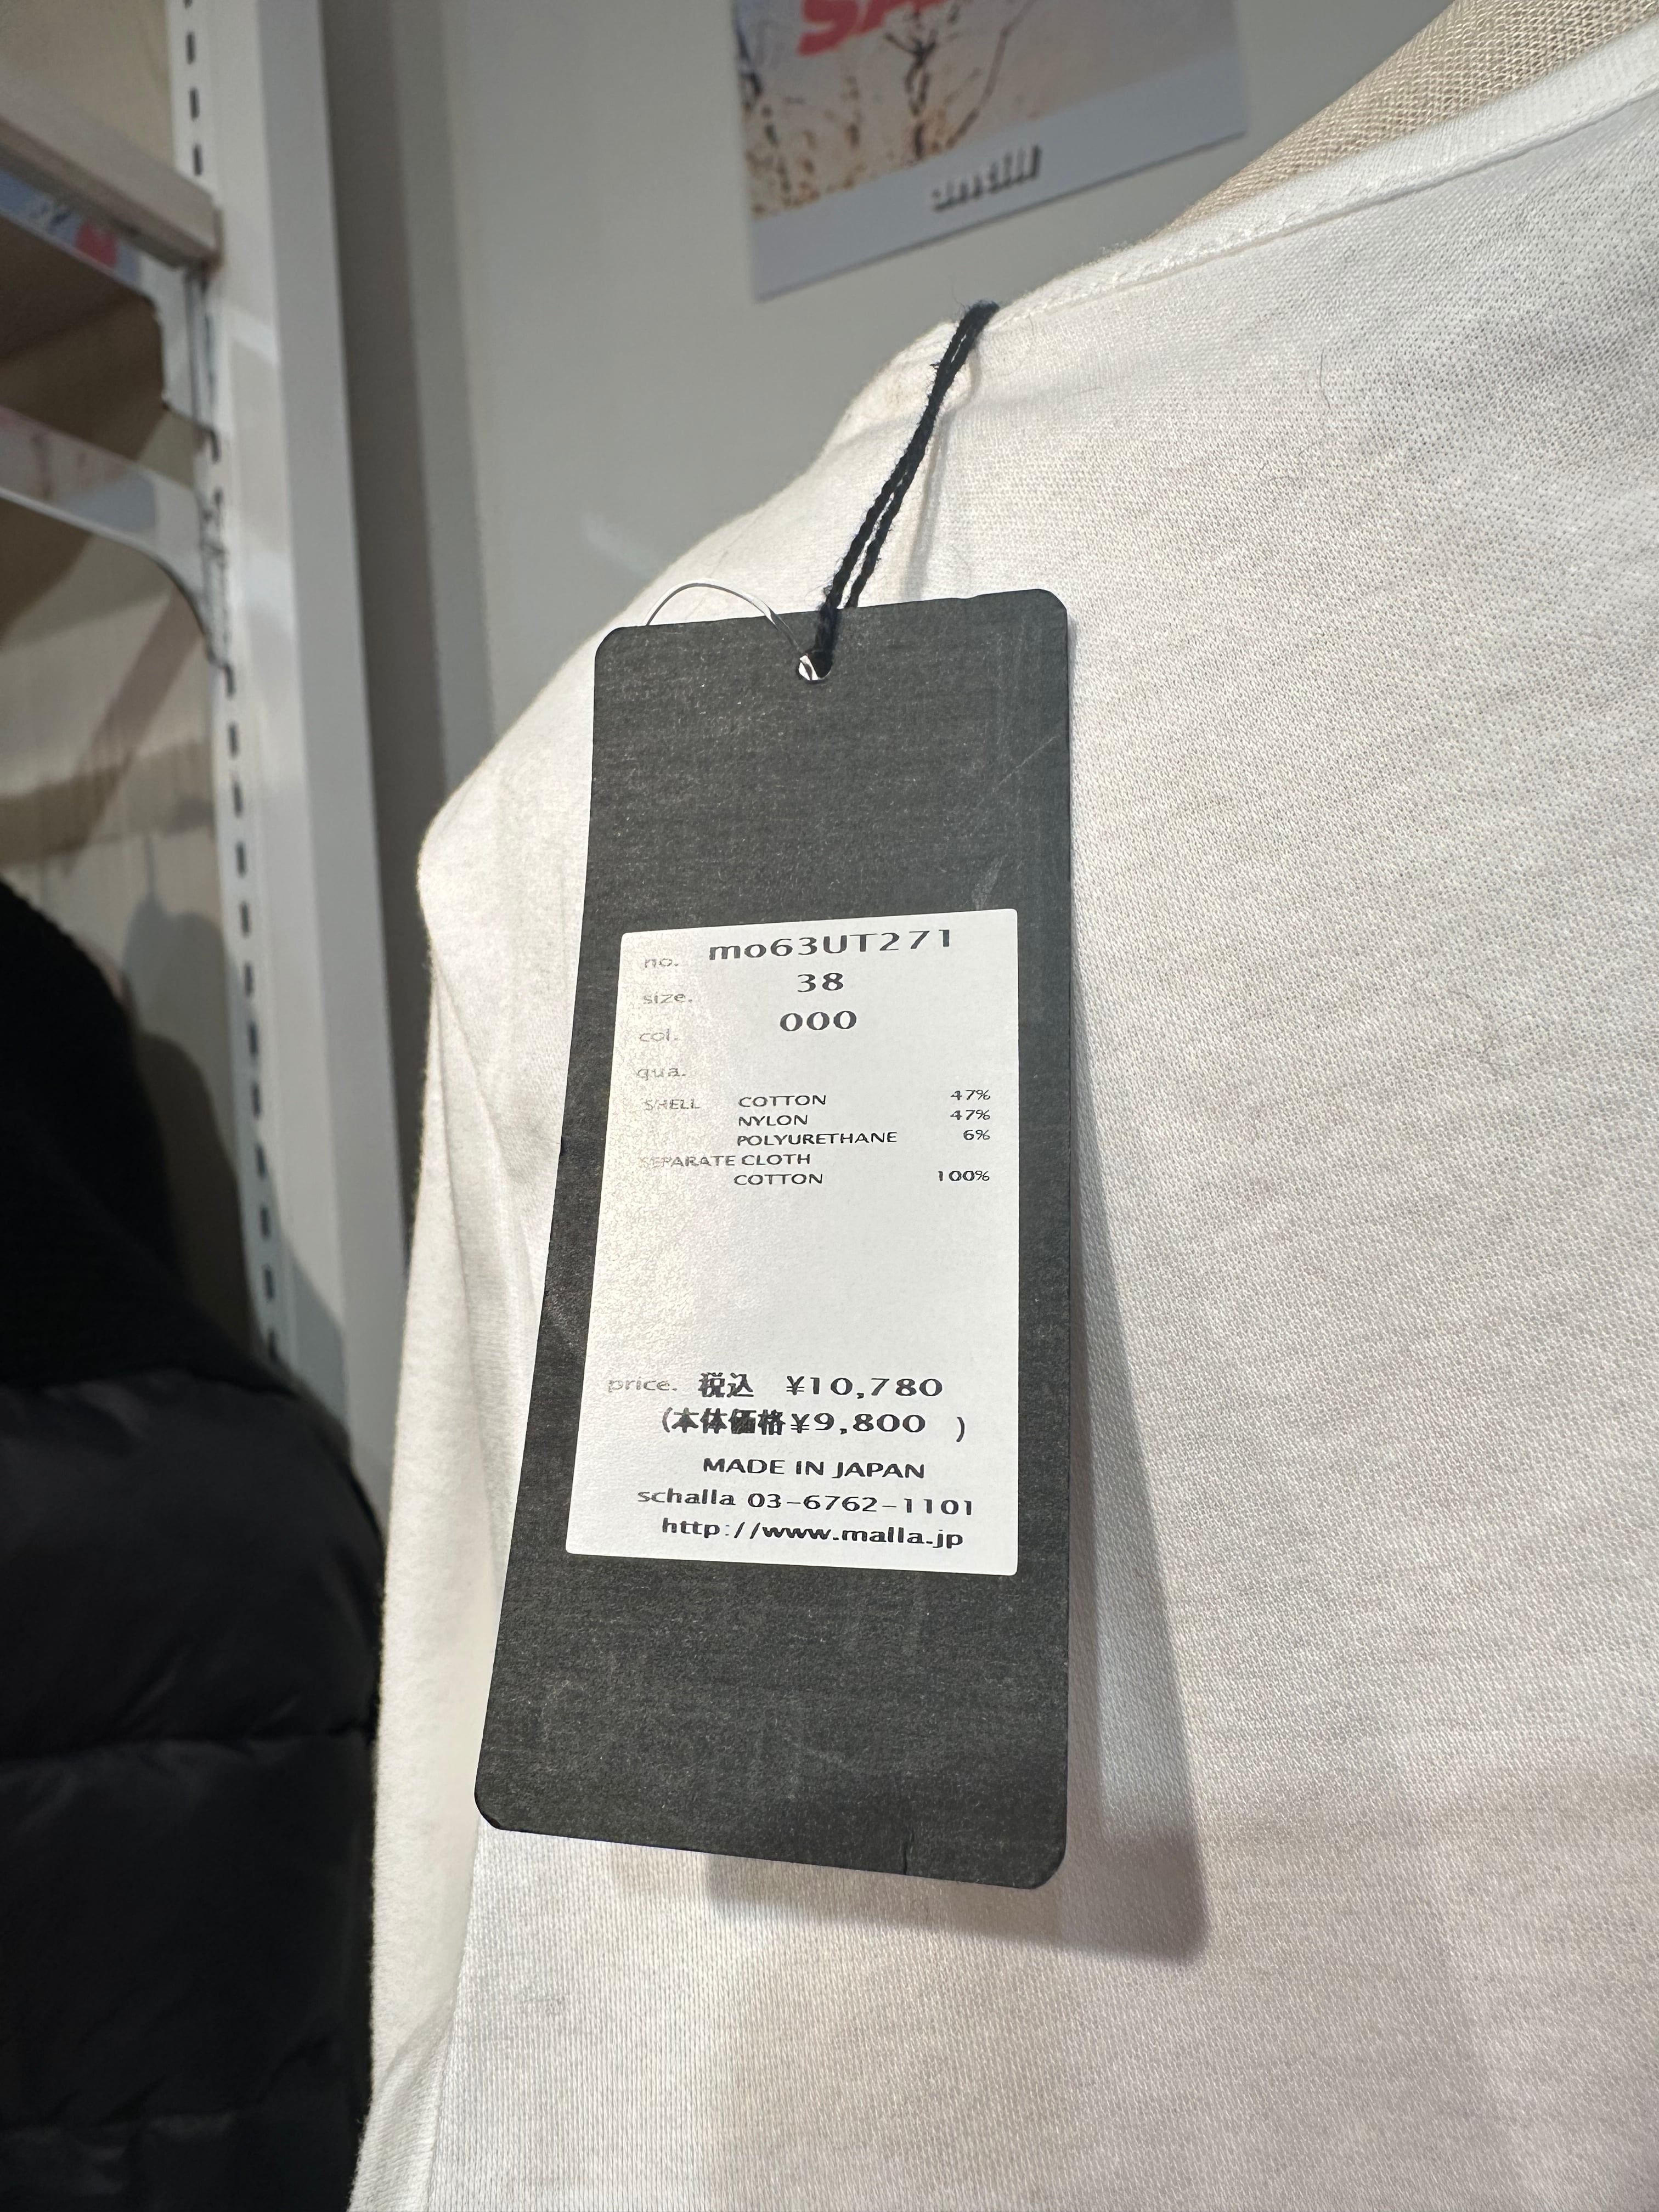 SA
no. mo63UT271
size. 38
col. 000
qua.
SHELL COTTON 47%
NYLON 47%
POLYURETHANE 6%
SEPARATE CLOTH
COTTON 100%
price. 税込 ¥10,780
(本体価格¥9,800 )
MADE IN JAPAN
schalla 03-6762-1101
http://www.malla.jp